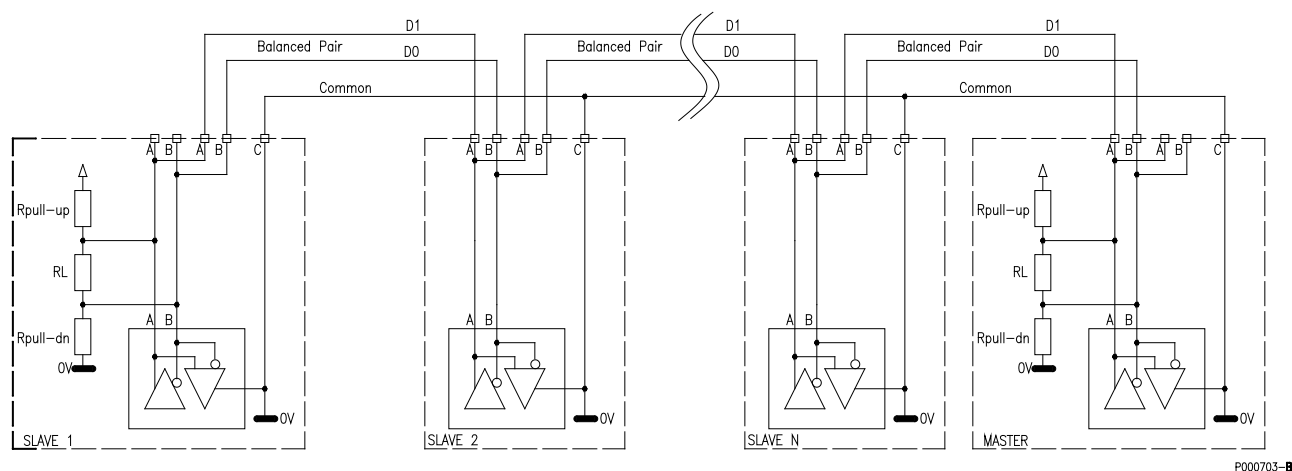 D1 D1 D1
Balanced Pair D0 Balanced Pair D0 Balanced Pair D0
Common Common
A B A B C A B A B C A B A B C A B A B C
Rpull-up Rpull-up
RL RL
A B A B A B A B
Rpull-dn Rpull-dn
0V 0V
0V 0V 0V 0V
SLAVE 1 SLAVE 2 SLAVE N MASTER
P000703-B